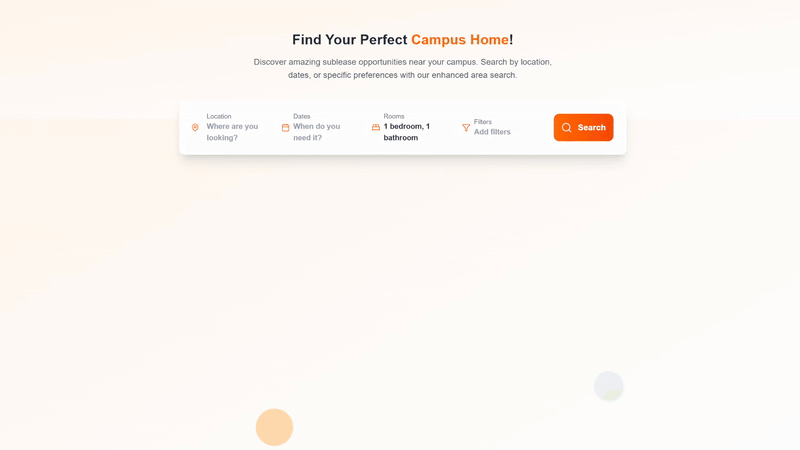 Find Your Perfect Campus Home!
Discover amazing sublease opportunities near your campus. Search by location,
dates, or specific preferences with our enhanced area search.
Location
Where are you
looking?
Dates
When do you
need it?
Rooms
1 bedroom, 1
bathroom
Filters
Add filters
Search